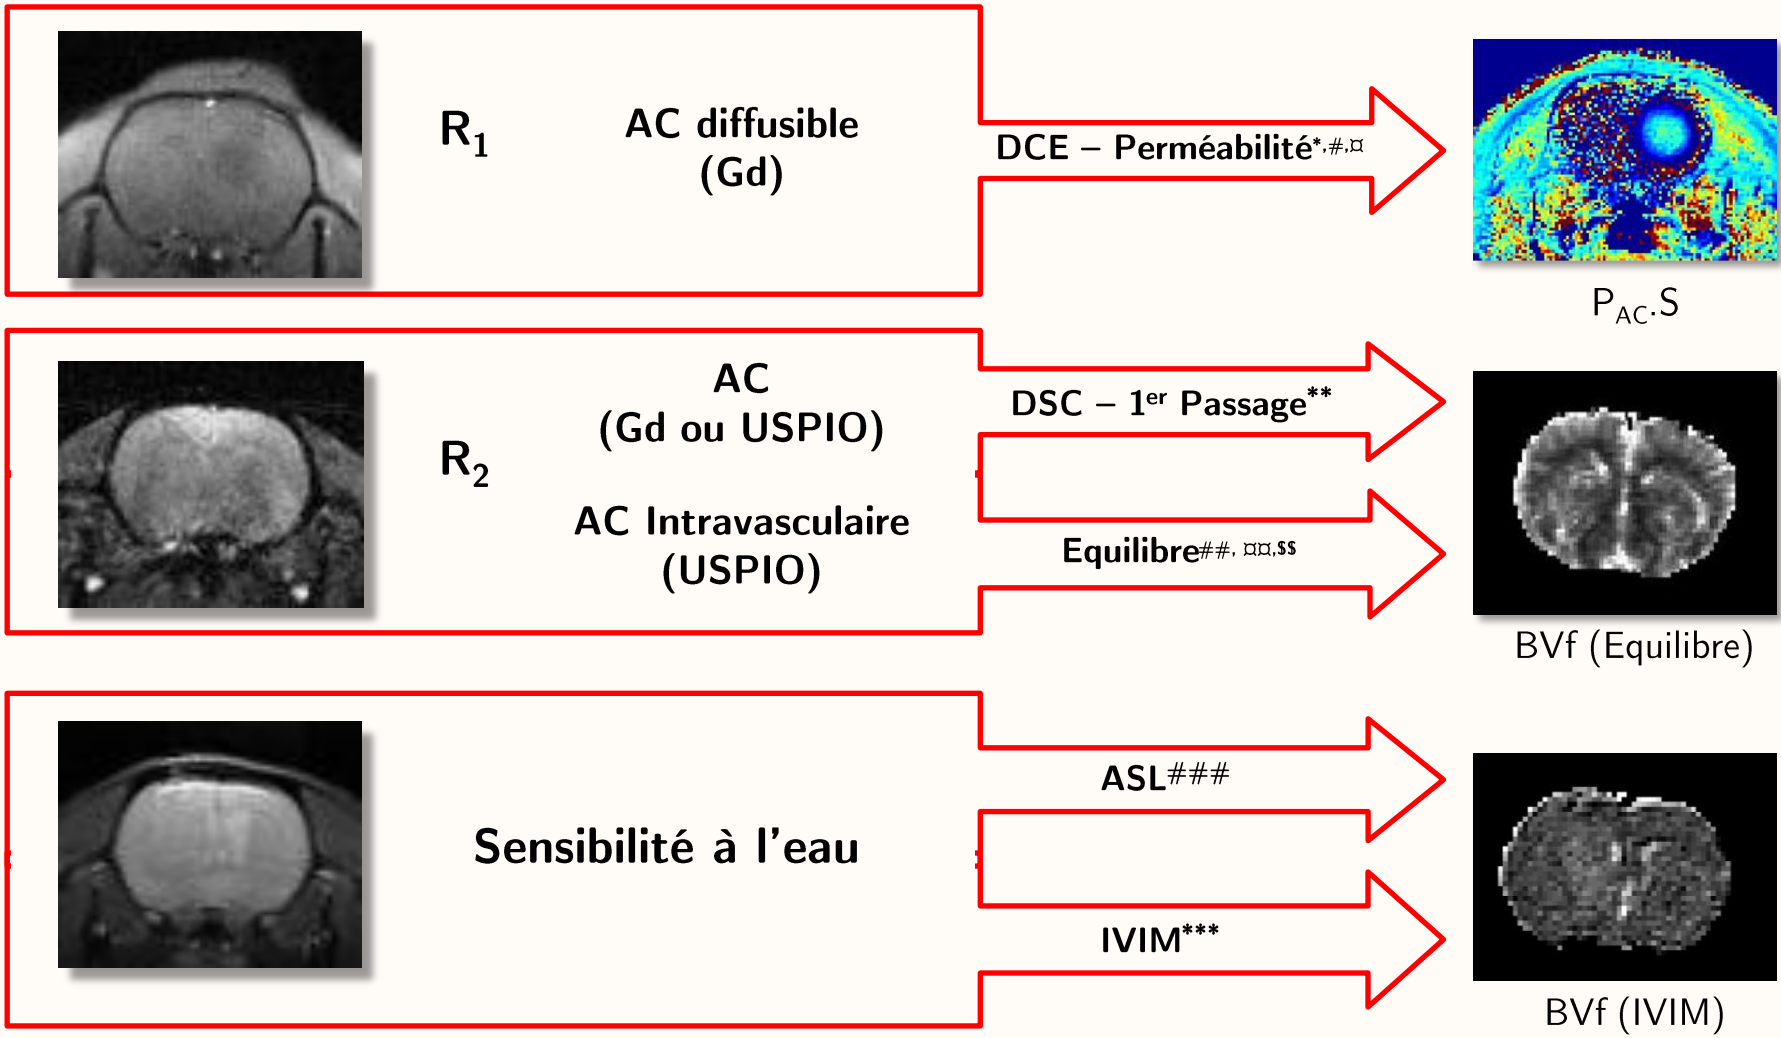 R₁
AC diffusible
(Gd)
DCE – Perméabilité*,#,¤
P_AC.S
R₂
AC
(Gd ou USPIO)
AC Intravasculaire
(USPIO)
DSC – 1er Passage**
Equilibre##, ¤¤,$$
BVf (Equilibre)
Sensibilité à l'eau
ASL###
IVIM***
BVf (IVIM)